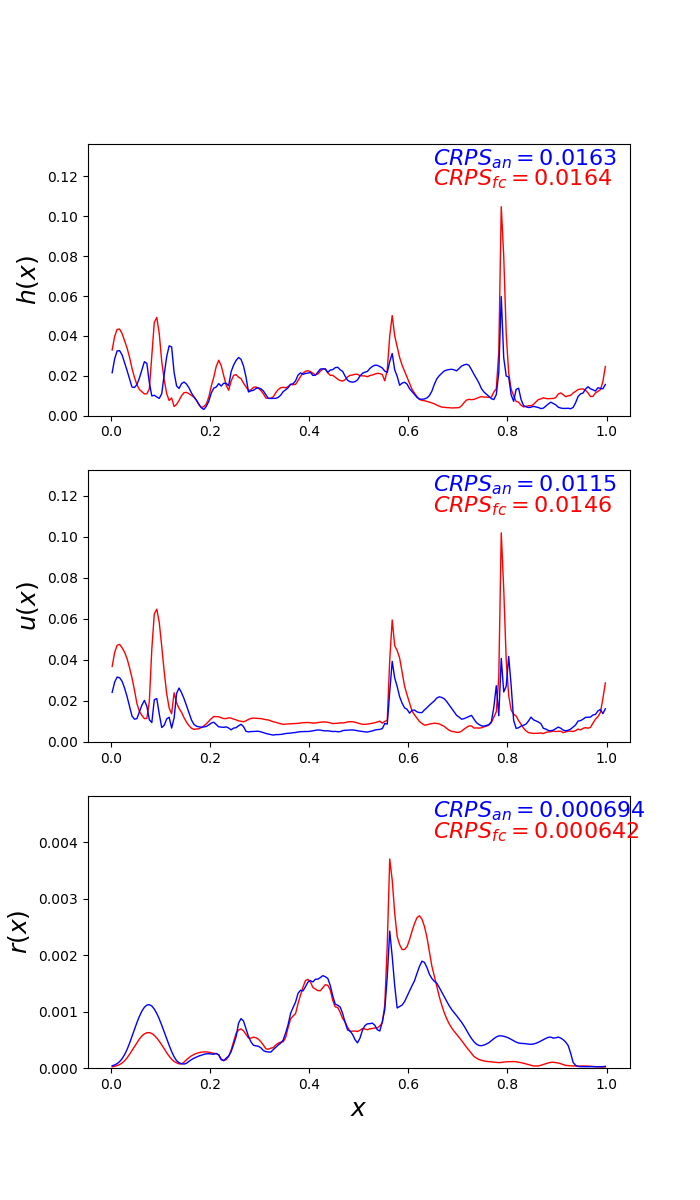 CRPS_an = 0.0163
CRPS_fc = 0.0164
0.12
0.10
0.08
0.06
0.04
0.02
0.00
h(x)
0.0 0.2 0.4 0.6 0.8 1.0
CRPS_an = 0.0115
CRPS_fc = 0.0146
0.12
0.10
0.08
0.06
0.04
0.02
0.00
u(x)
0.0 0.2 0.4 0.6 0.8 1.0
CRPS_an = 0.000694
CRPS_fc = 0.000642
0.004
0.003
0.002
0.001
0.000
r(x)
0.0 0.2 0.4 0.6 0.8 1.0
x